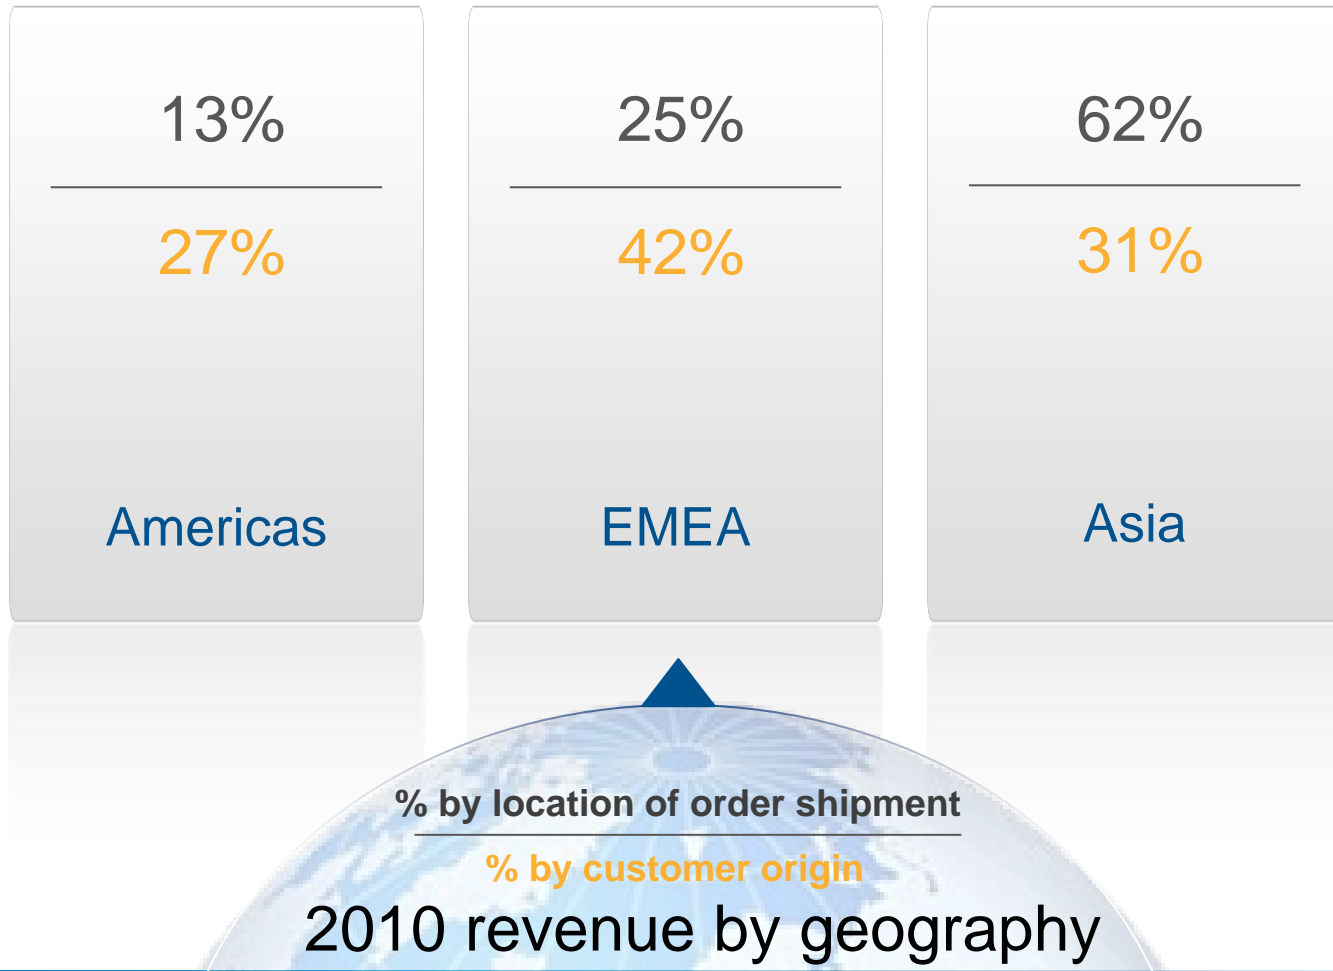 13%
27%
Americas
25%
42%
EMEA
62%
31%
Asia
% by location of order shipment
% by customer origin
2010 revenue by geography